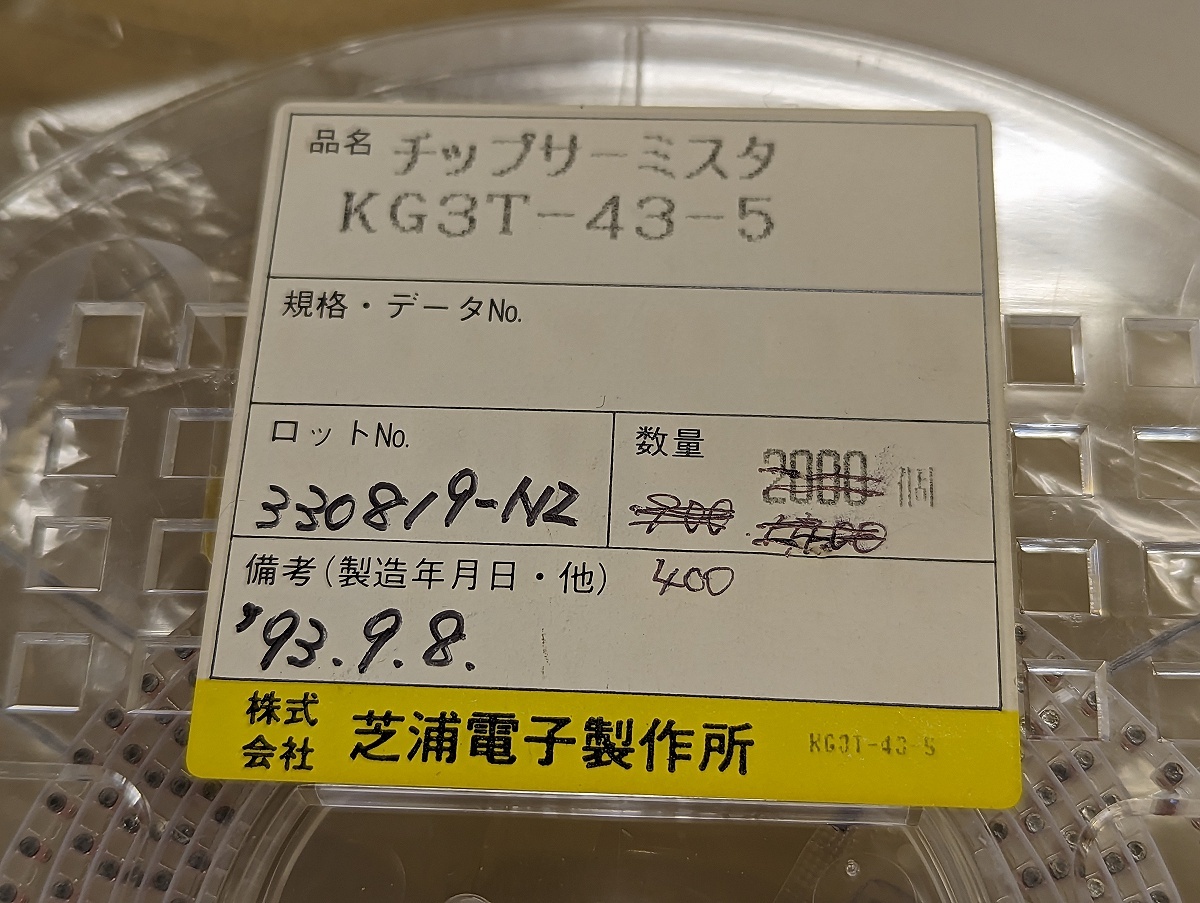 品名 チップサーミスタ
KG3T-43-5
規格・データNo.
ロットNo.
330819-N2
数量
2000 個
900 1400
備考(製造年月日・他) 400
'93.9.8.
株式会社 芝浦電子製作所 KG3T-43-5